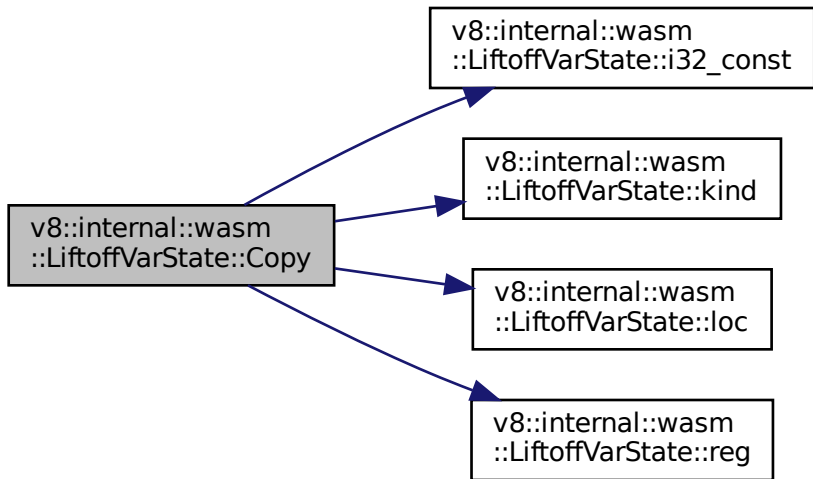 v8::internal::wasm
::LiftoffVarState::i32_const
v8::internal::wasm
::LiftoffVarState::kind
v8::internal::wasm
::LiftoffVarState::Copy
v8::internal::wasm
::LiftoffVarState::loc
v8::internal::wasm
::LiftoffVarState::reg